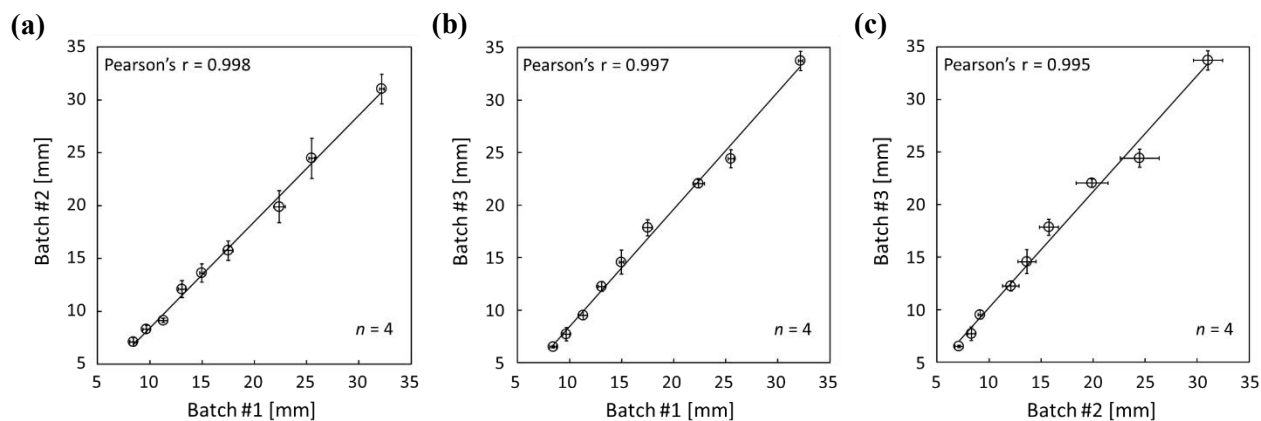 (a)
Pearson's r = 0.998
35
30
25
20
15
10
5
Batch #2 [mm]
n = 4
5 10 15 20 25 30 35
Batch #1 [mm]
(b)
Pearson's r = 0.997
35
30
25
20
15
10
5
Batch #3 [mm]
n = 4
5 10 15 20 25 30 35
Batch #1 [mm]
(c)
Pearson's r = 0.995
35
30
25
20
15
10
5
Batch #3 [mm]
n = 4
5 10 15 20 25 30 35
Batch #2 [mm]